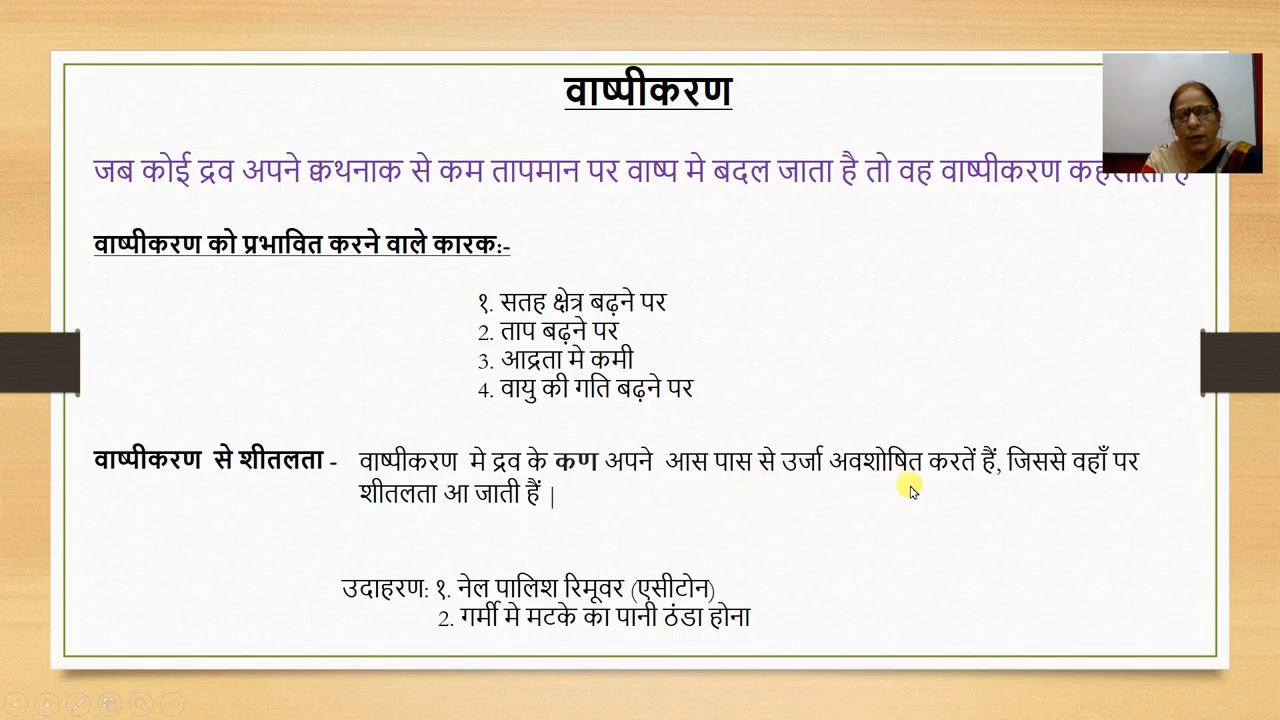 वाष्पीकरण
जब कोई द्रव अपने क्वथनाक से कम तापमान पर वाष्प मे बदल जाता है तो वह वाष्पीकरण
वाष्पीकरण को प्रभावित करने वाले कारक:-
१. सतह क्षेत्र बढ़ने पर
2. ताप बढ़ने पर
3. आद्रता मे कमी
4. वायु की गति बढ़ने पर
वाष्पीकरण से शीतलता - वाष्पीकरण मे द्रव के कण अपने आस पास से उर्जा अवशोषित करतें हैं, जिससे वहाँ पर
शीतलता आ जाती हैं |
उदाहरण: १. नेल पालिश रिमूवर (एसीटोन)
2. गर्मी मे मटके का पानी ठंडा होना